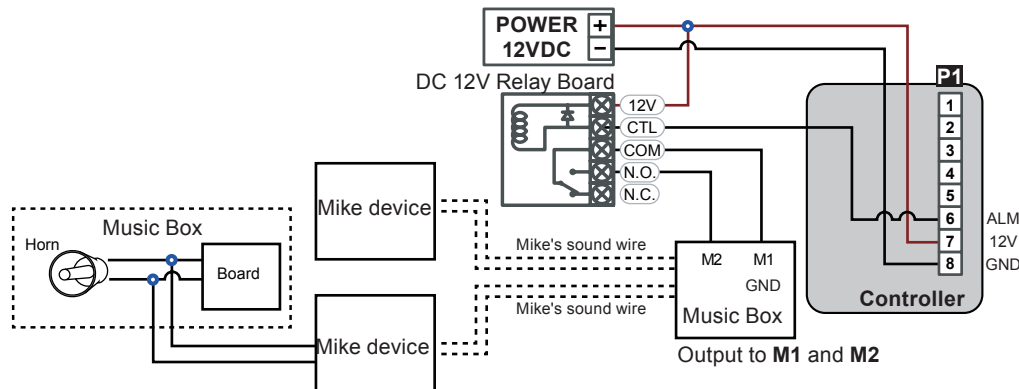 POWER +
12VDC −
DC 12V Relay Board
12V
CTL
COM
N.O.
N.C.
P1
1
2
3
4
5
6 ALM
7 12V
8 GND
Controller
Mike device
Mike's sound wire
Music Box
Horn
Board
Mike device
Mike's sound wire
M2 M1
GND
Music Box
Output to M1 and M2